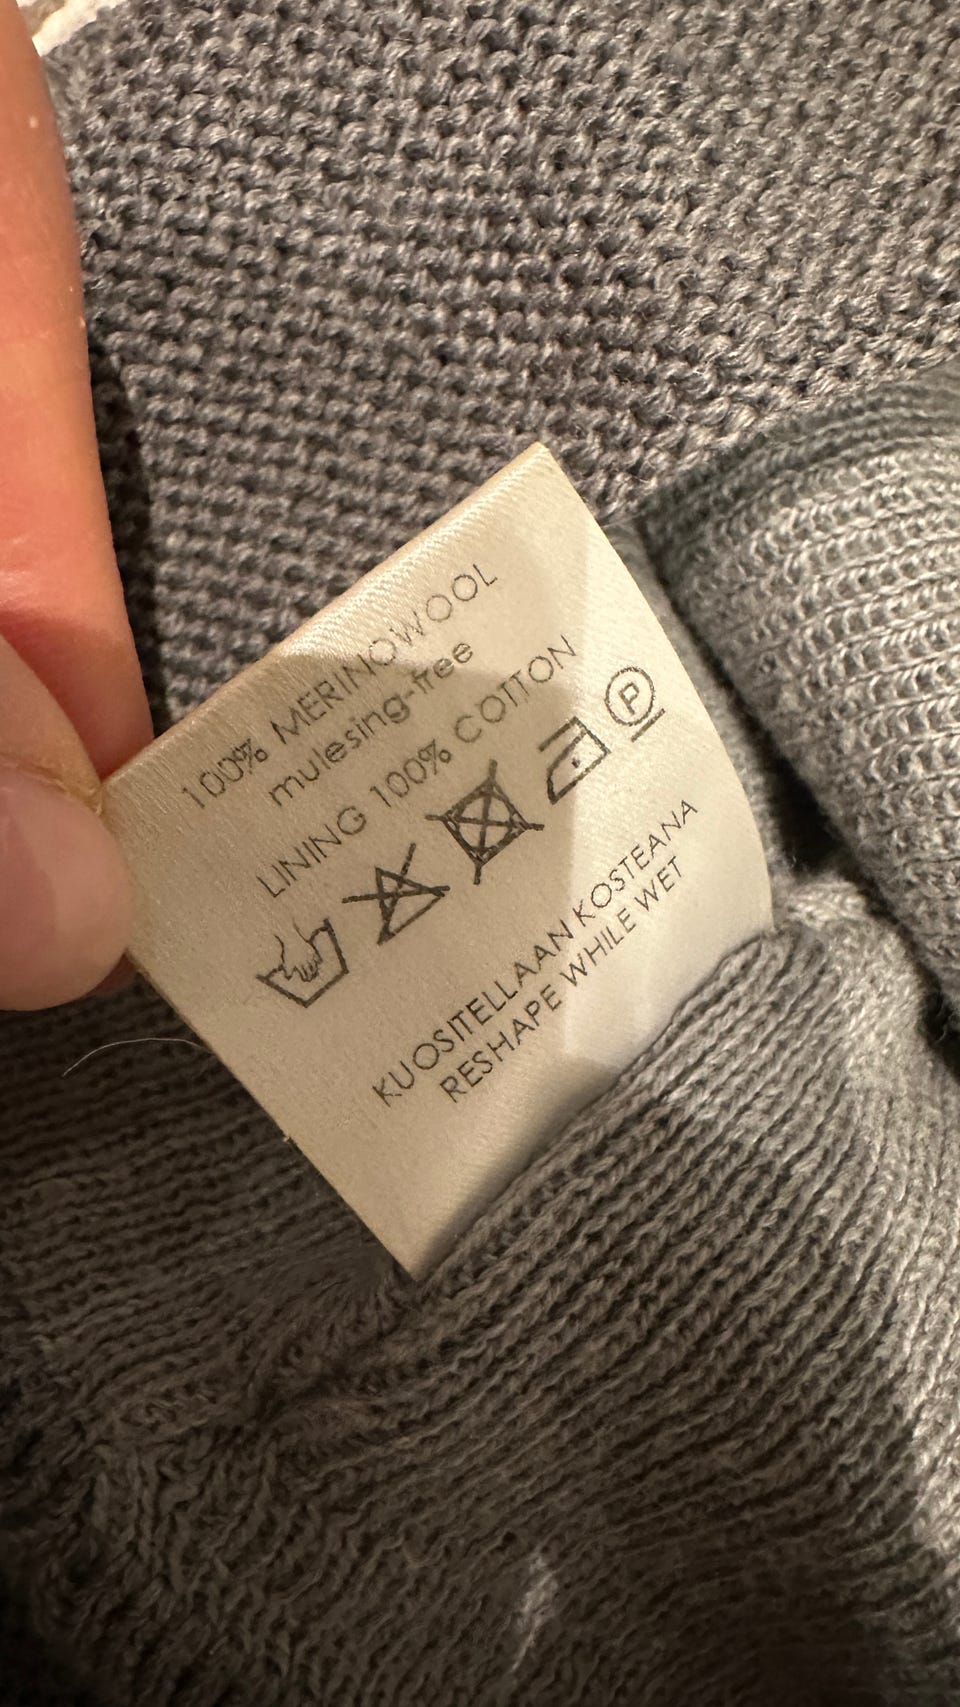 100% MERINOWOOL
mulesing-free
LINING 100% COTTON
P
KUOSITELLAAN KOSTEANA
RESHAPE WHILE WET